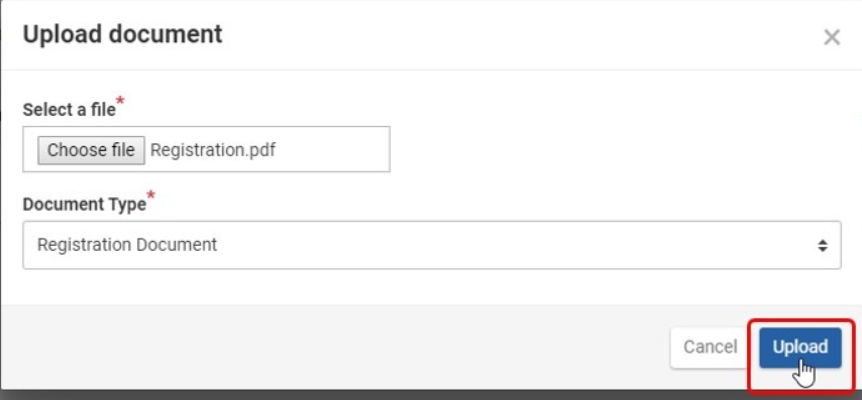 Upload document
Select a file*
Choose file Registration.pdf
Document Type*
Registration Document
Cancel Upload